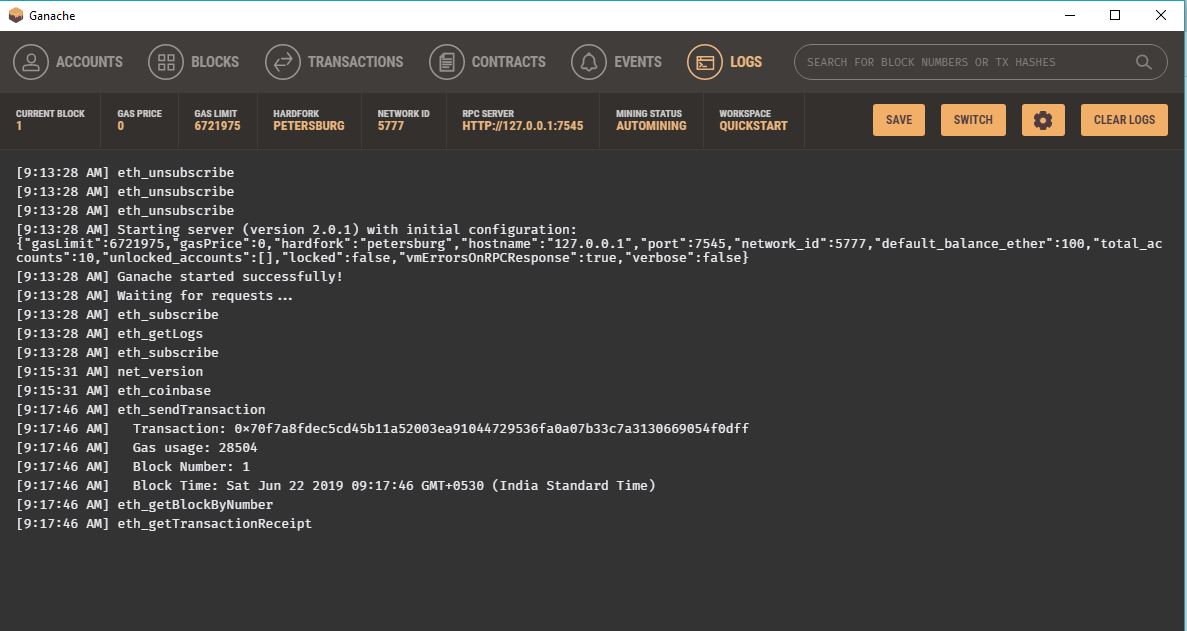 Ganache
ACCOUNTS BLOCKS TRANSACTIONS CONTRACTS EVENTS LOGS SEARCH FOR BLOCK NUMBERS OR TX HASHES
CURRENT BLOCK GAS PRICE GAS LIMIT HARDFORK NETWORK ID RPC SERVER MINING STATUS WORKSPACE
1 0 6721975 PETERSBURG 5777 HTTP://127.0.0.1:7545 AUTOMINING QUICKSTART
SAVE SWITCH CLEAR LOGS
[9:13:28 AM] eth_unsubscribe
[9:13:28 AM] eth_unsubscribe
[9:13:28 AM] eth_unsubscribe
[9:13:28 AM] Starting server (version 2.0.1) with initial configuration:
{"gasLimit":6721975,"gasPrice":0,"hardfork":"petersburg","hostname":"127.0.0.1","port":7545,"network_id":5777,"default_balance_ether":100,"total_ac
counts":10,"unlocked_accounts":[],"locked":false,"vmErrorsOnRPCResponse":true,"verbose":false}
[9:13:28 AM] Ganache started successfully!
[9:13:28 AM] Waiting for requests...
[9:13:28 AM] eth_subscribe
[9:13:28 AM] eth_getLogs
[9:13:28 AM] eth_subscribe
[9:15:31 AM] net_version
[9:15:31 AM] eth_coinbase
[9:17:46 AM] eth_sendTransaction
[9:17:46 AM] Transaction: 0x70f7a8fdec5cd45b11a52003ea91044729536fa0a07b33c7a3130669054f0dff
[9:17:46 AM] Gas usage: 28504
[9:17:46 AM] Block Number: 1
[9:17:46 AM] Block Time: Sat Jun 22 2019 09:17:46 GMT+0530 (India Standard Time)
[9:17:46 AM] eth_getBlockByNumber
[9:17:46 AM] eth_getTransactionReceipt